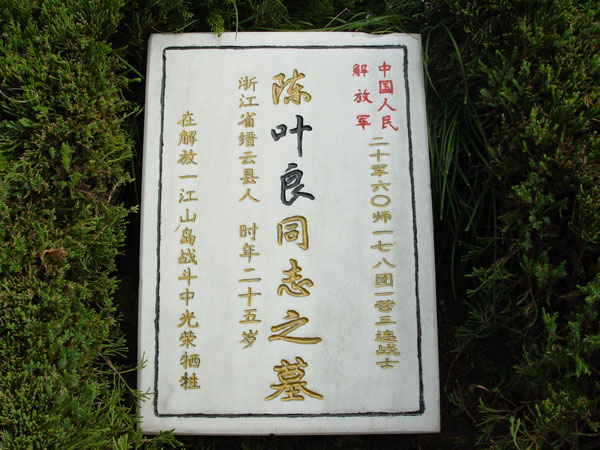 中国人民
解放军
二十军六〇师一七八团一营三连战士
陈叶良同志之墓
浙江省缙云县人 时年二十五岁
在解放一江山岛战斗中光荣牺牲